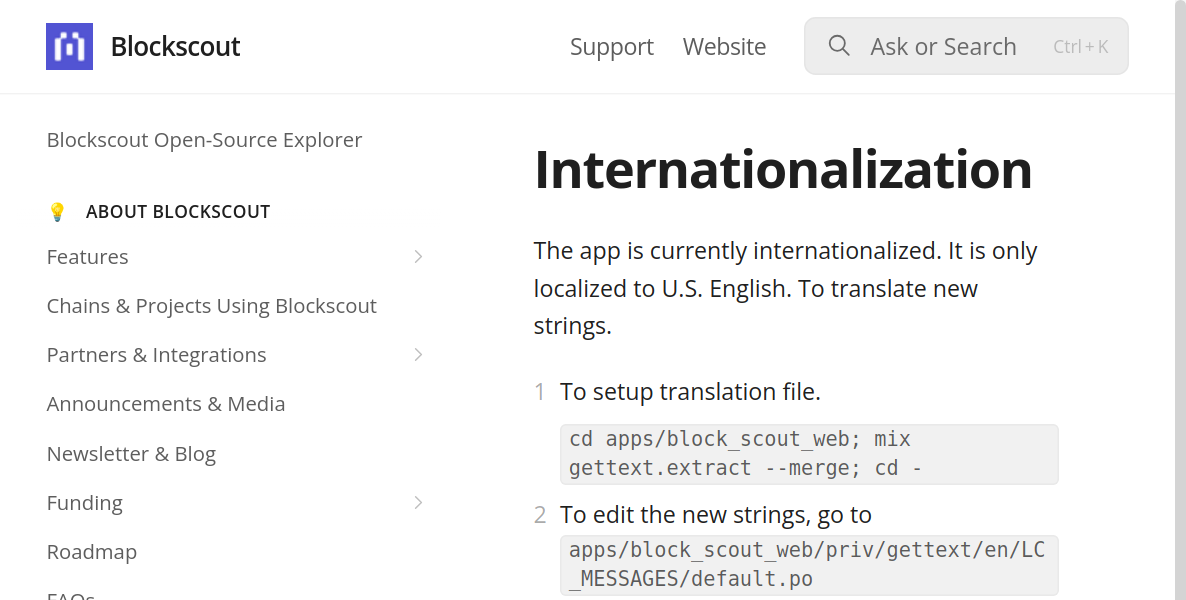 Blockscout
Support
Website
Ask or Search
Ctrl + K
Blockscout Open-Source Explorer
💡 ABOUT BLOCKSCOUT
Features
Chains & Projects Using Blockscout
Partners & Integrations
Announcements & Media
Newsletter & Blog
Funding
Roadmap
FAQs
Internationalization
The app is currently internationalized. It is only
localized to U.S. English. To translate new
strings.
1 To setup translation file.
cd apps/block_scout_web; mix
gettext.extract --merge; cd -
2 To edit the new strings, go to
apps/block_scout_web/priv/gettext/en/LC
_MESSAGES/default.po